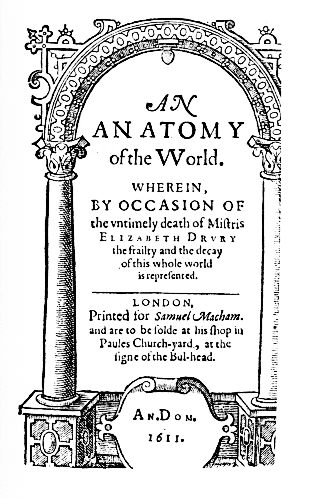 AN
ANATOMY
of the World.
WHEREIN,
BY OCCASION OF
the vntimely death of Miſtris
ELIZABETH DRVRY
the frailty and the decay
of this whole world
is repreſented.
LONDON,
Printed for Samuel Macham.
and are to be ſolde at his ſhop in
Paules Church-yard, at the
ſigne of the Bul-head.
AN. DOM.
1611.